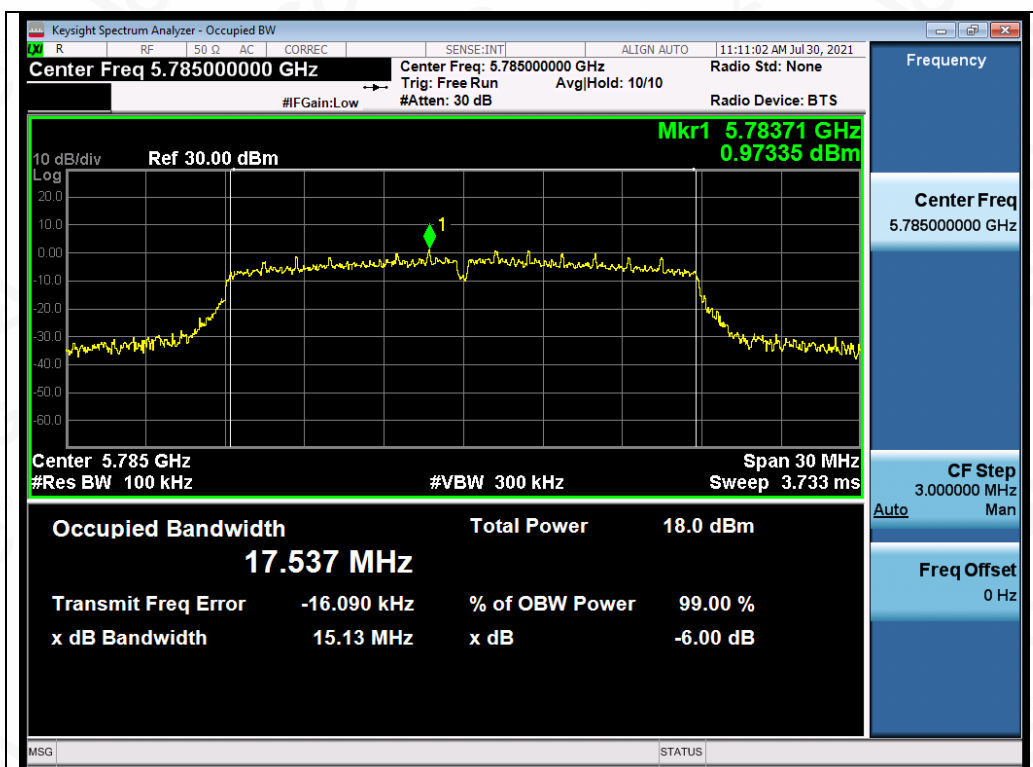 Keysight Spectrum Analyzer - Occupied BW
LXI R RF 50 Ω AC CORREC SENSE:INT ALIGN AUTO 11:11:02 AM Jul 30, 2021
Center Freq 5.785000000 GHz
Center Freq: 5.785000000 GHz
Radio Std: None
Trig: Free Run Avg|Hold: 10/10
#IFGain:Low
#Atten: 30 dB
Radio Device: BTS
Frequency
Mkr1 5.78371 GHz
0.97335 dBm
10 dB/div Ref 30.00 dBm
Log
20.0
10.0
0.00
-10.0
-20.0
-30.0
-40.0
-50.0
-60.0
1
Center 5.785 GHz
Span 30 MHz
#Res BW 100 kHz
#VBW 300 kHz
Sweep 3.733 ms
Center Freq
5.785000000 GHz
CF Step
3.000000 MHz
Auto Man
Freq Offset
0 Hz
Occupied Bandwidth
Total Power 18.0 dBm
17.537 MHz
Transmit Freq Error -16.090 kHz
% of OBW Power 99.00 %
x dB Bandwidth 15.13 MHz
x dB -6.00 dB
MSG
STATUS